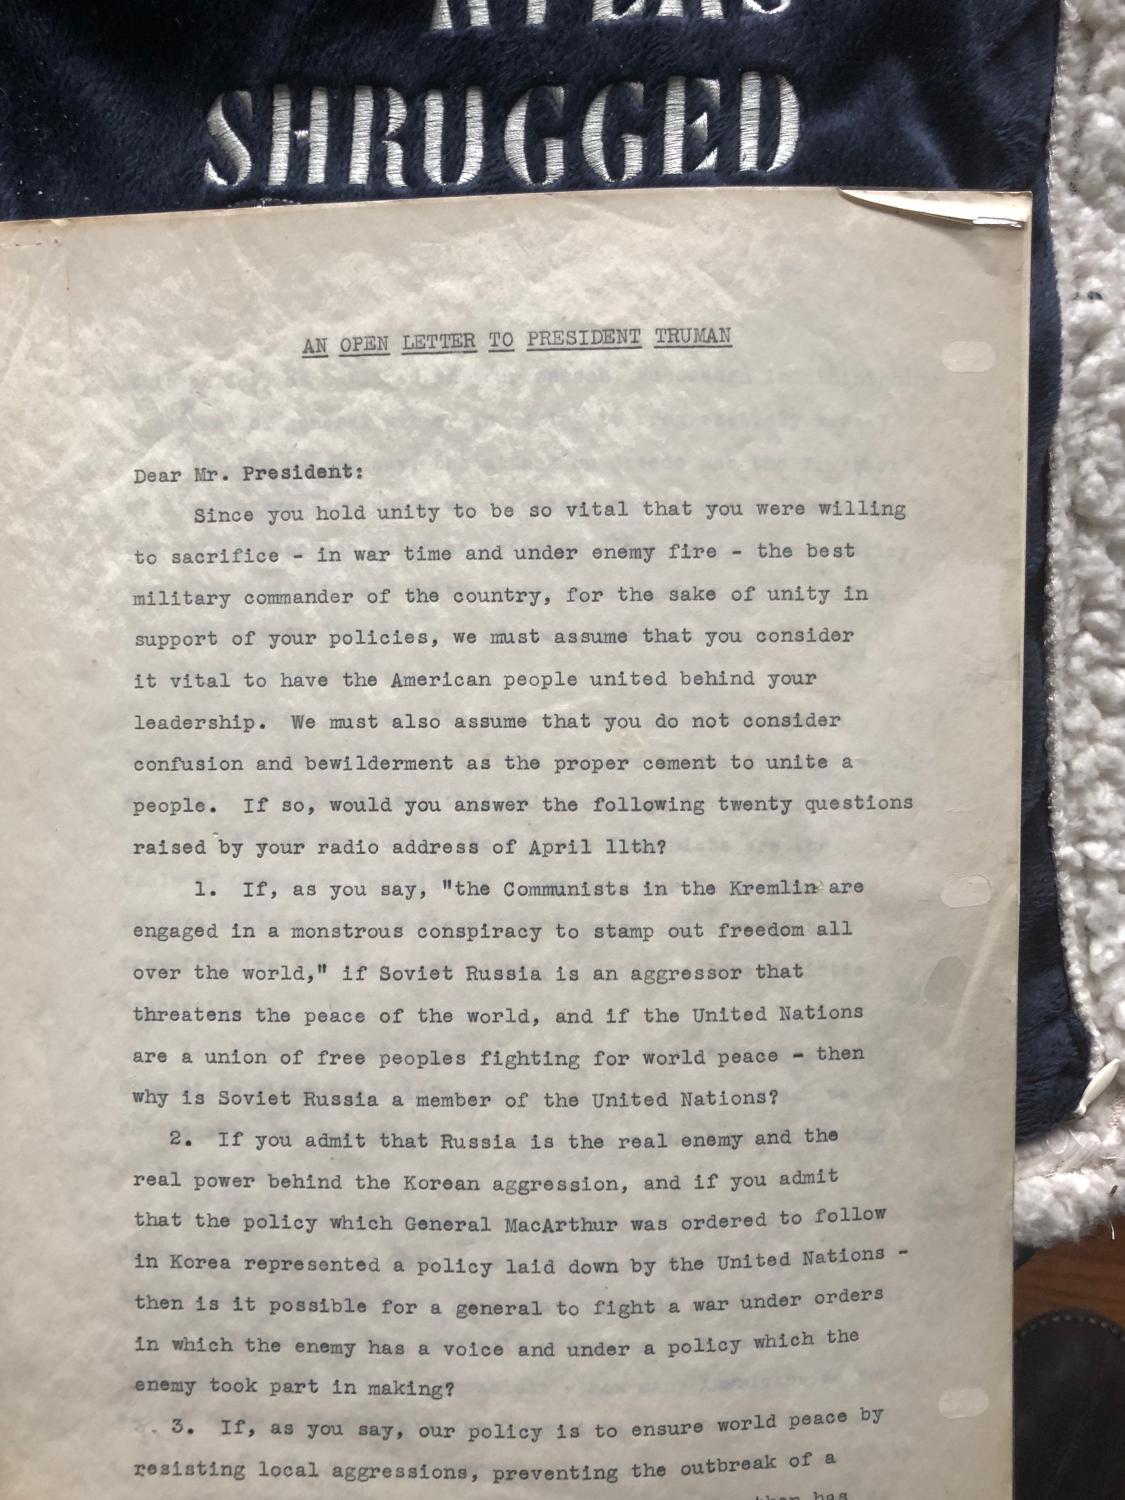 SHRUGGED
AN OPEN LETTER TO PRESIDENT TRUMAN
Dear Mr. President:
Since you hold unity to be so vital that you were willing
to sacrifice - in war time and under enemy fire - the best
military commander of the country, for the sake of unity in
support of your policies, we must assume that you consider
it vital to have the American people united behind your
leadership. We must also assume that you do not consider
confusion and bewilderment as the proper cement to unite a
people. If so, would you answer the following twenty questions
raised by your radio address of April 11th?
1. If, as you say, "the Communists in the Kremlin are
engaged in a monstrous conspiracy to stamp out freedom all
over the world," if Soviet Russia is an aggressor that
threatens the peace of the world, and if the United Nations
are a union of free peoples fighting for world peace - then
why is Soviet Russia a member of the United Nations?
2. If you admit that Russia is the real enemy and the
real power behind the Korean aggression, and if you admit
that the policy which General MacArthur was ordered to follow
in Korea represented a policy laid down by the United Nations -
then is it possible for a general to fight a war under orders
in which the enemy has a voice and under a policy which the
enemy took part in making?
3. If, as you say, our policy is to ensure world peace by
resisting local aggressions, preventing the outbreak of a
then has